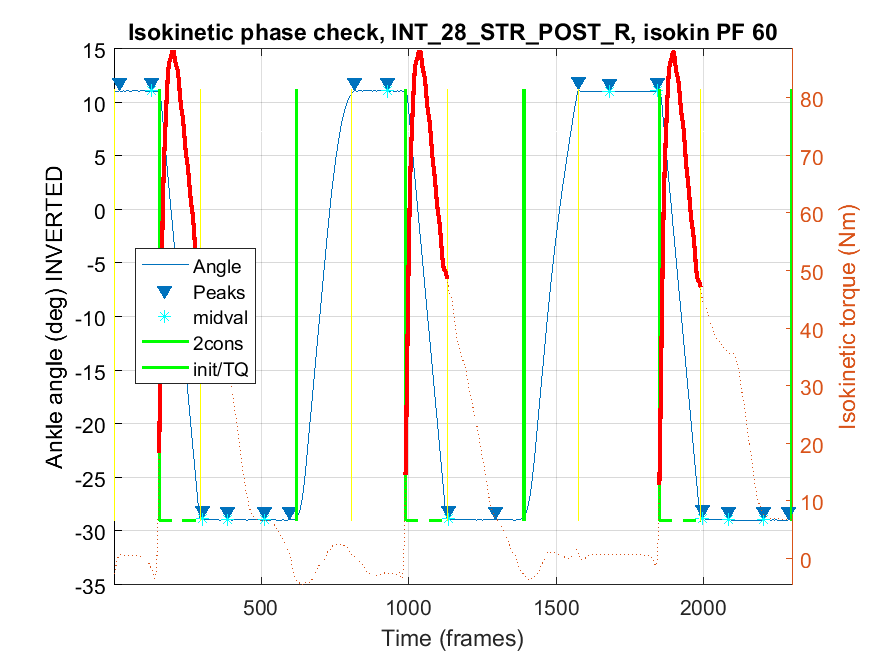 Isokinetic phase check, INT_28_STR_POST_R, isokin PF 60
15
10
5
0
-5
-10
-15
-20
-25
-30
-35
Ankle angle (deg) INVERTED
Angle
Peaks
midval
2cons
init/TQ
80
70
60
50
40
30
20
10
0
Isokinetic torque (Nm)
500
1000
1500
2000
Time (frames)